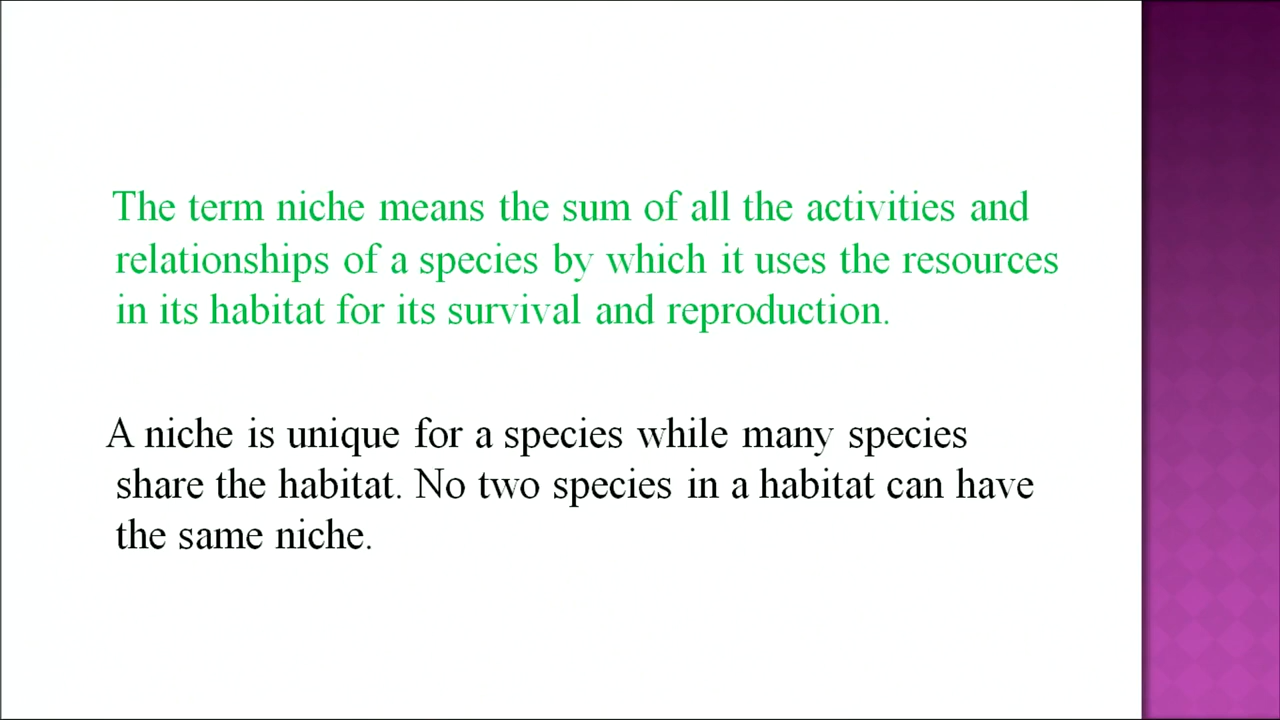 The term niche means the sum of all the activities and
relationships of a species by which it uses the resources
in its habitat for its survival and reproduction.
A niche is unique for a species while many species
share the habitat. No two species in a habitat can have
the same niche.